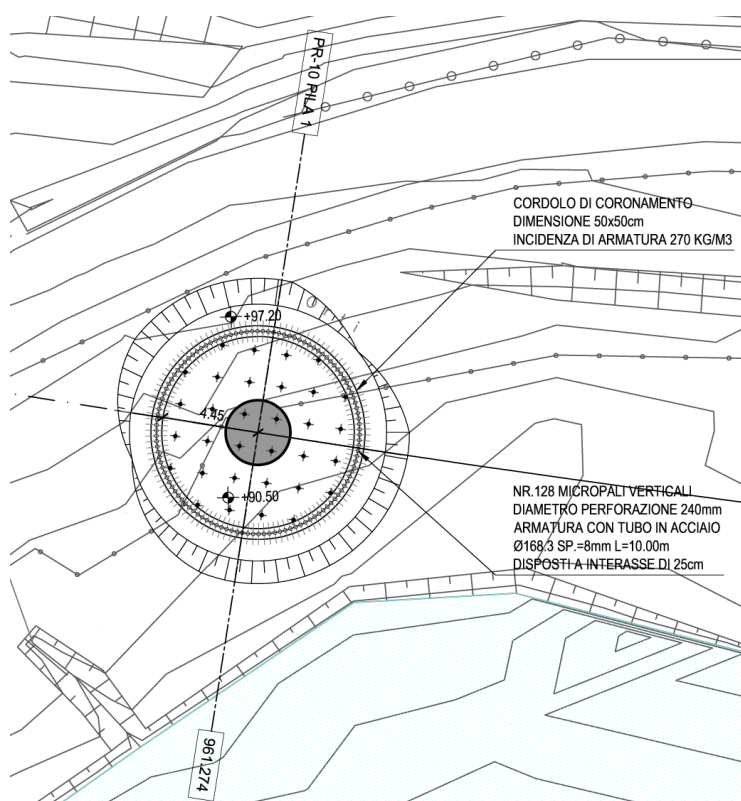 PR-10 PILA 1
CORDOLO DI CORONAMENTO
DIMENSIONE 50x50cm
INCIDENZA DI ARMATURA 270 KG/M3
Orti
+97.20
4.45
+90.50
NR.128 MICROPALI VERTICALI
DIAMETRO PERFORAZIONE 240mm
ARMATURA CON TUBO IN ACCIAIO
Ø168.3 SP.=8mm L=10.00m
DISPOSTI A INTERASSE DI 25cm
961.274